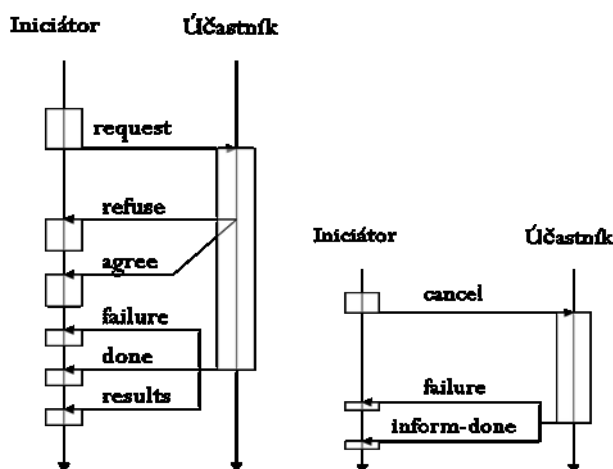 Iniciátor Účastník
request
refuse
agree
failure
done
results
Iniciátor Účastník
cancel
failure
inform-done